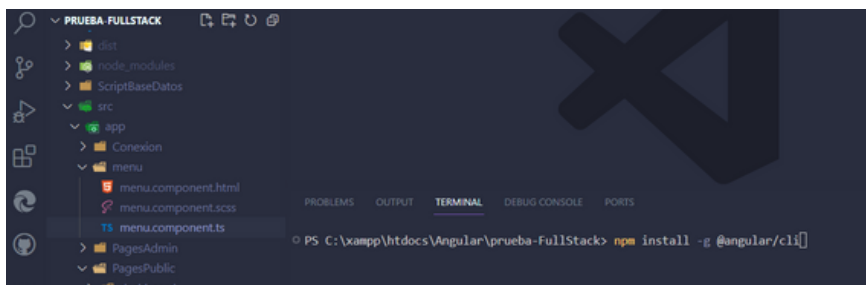 PRUEBA-FULLSTACK
dist
node_modules
ScriptBaseDatos
src
app
Conexion
menu
menu.component.html
menu.component.scss
TS menu.component.ts
PagesAdmin
PagesPublic
PROBLEMS OUTPUT TERMINAL DEBUG CONSOLE PORTS
PS C:\xampp\htdocs\Angular\prueba-FullStack> npm install -g @angular/cli